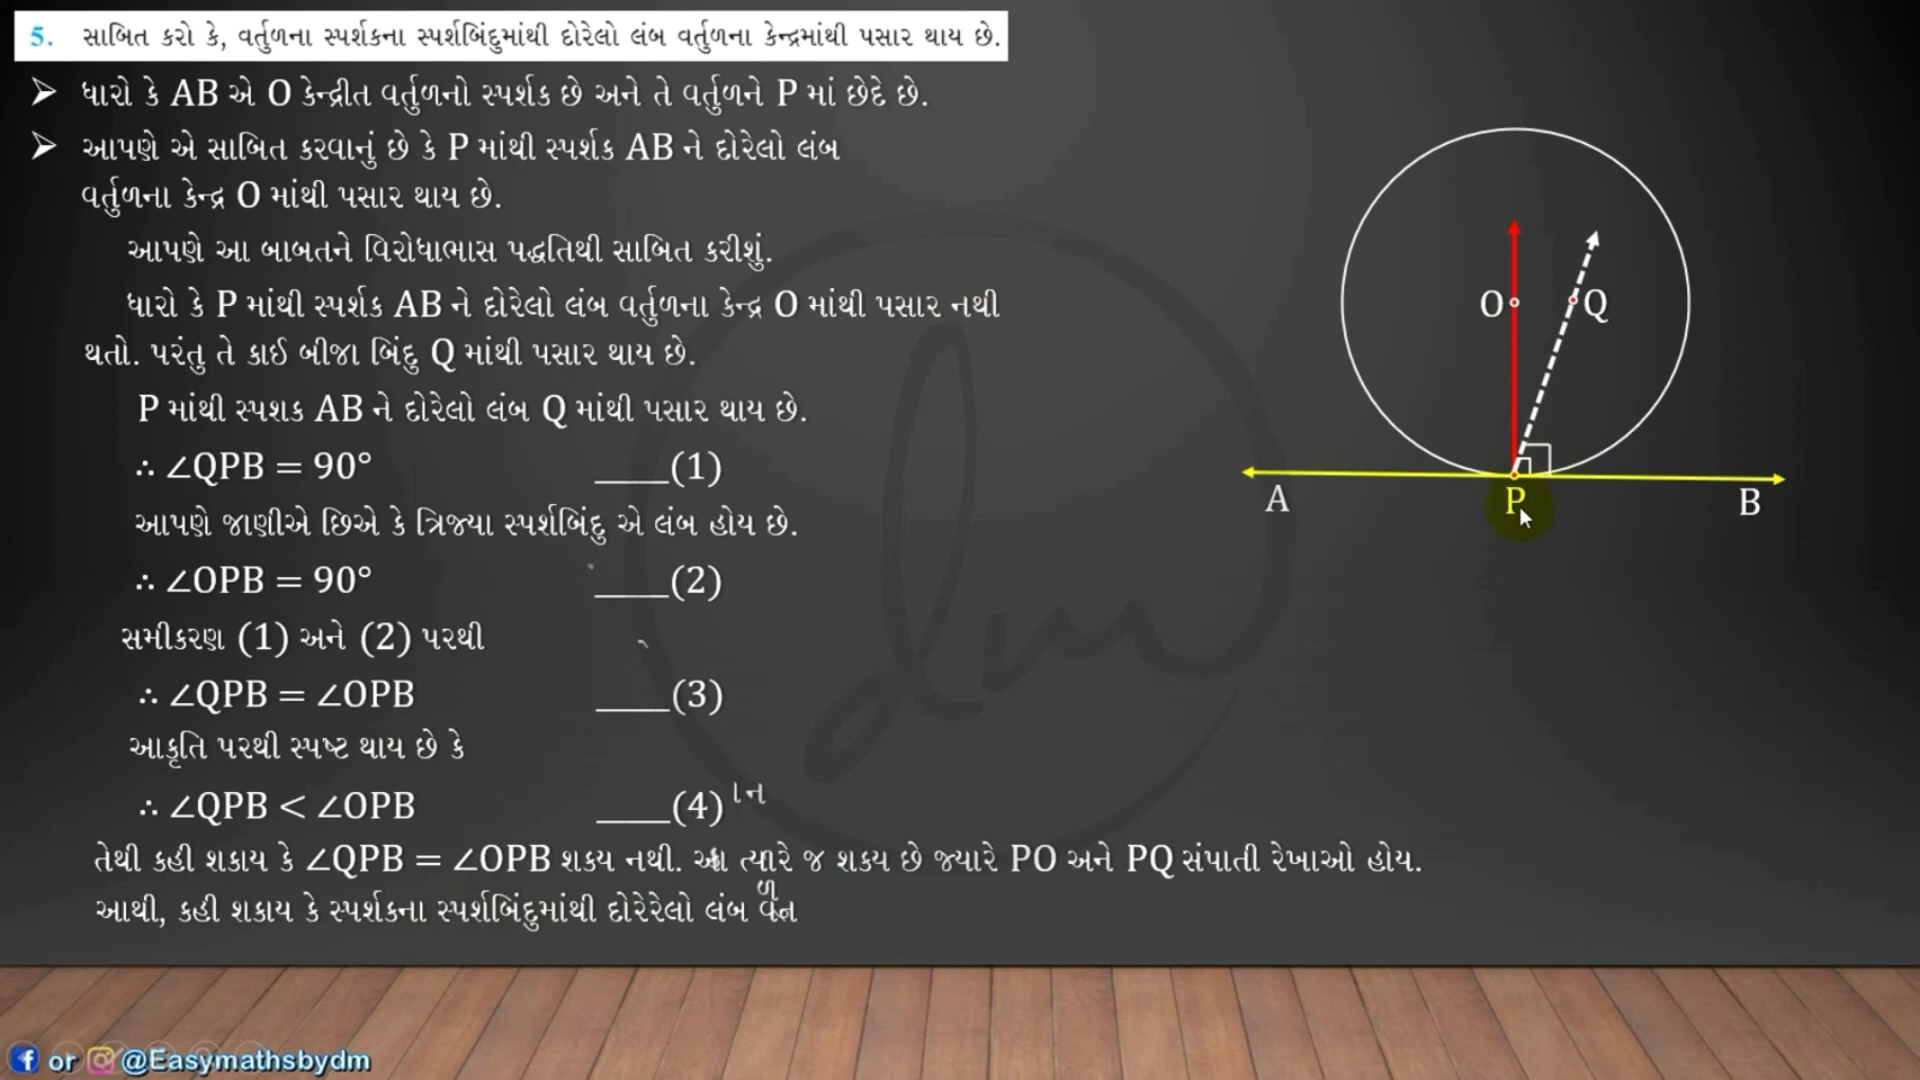 5. સાબિત કરો કે, વર્તુળના સ્પર્શકના સ્પર્શબિંદુમાંથી દોરેલો લંબ વર્તુળના કેન્દ્રમાંથી પસાર થાય છે.
➢ ધારો કે AB એ O કેન્દ્રીત વર્તુળનો સ્પર્શક છે અને તે વર્તુળને P માં છેદે છે.
➢ આપણે એ સાબિત કરવાનું છે કે P માંથી સ્પર્શક AB ને દોરેલો લંબ
વર્તુળના કેન્દ્ર O માંથી પસાર થાય છે.
આપણે આ બાબતને વિરોધાભાસ પદ્ધતિથી સાબિત કરીશું.
ધારો કે P માંથી સ્પર્શક AB ને દોરેલો લંબ વર્તુળના કેન્દ્ર O માંથી પસાર નથી
થતો. પરંતુ તે કાઈ બીજા બિંદુ Q માંથી પસાર થાય છે.
P માંથી સ્પશક AB ને દોરેલો લંબ Q માંથી પસાર થાય છે.
∴ ∠QPB = 90° ____(1)
આપણે જાણીએ છિએ કે ત્રિજ્યા સ્પર્શબિંદુ એ લંબ હોય છે.
∴ ∠OPB = 90° ____(2)
સમીકરણ (1) અને (2) પરથી
∴ ∠QPB = ∠OPB ____(3)
આકૃતિ પરથી સ્પષ્ટ થાય છે કે
∴ ∠QPB < ∠OPB ____(4)
તેથી કહી શકાય કે ∠QPB = ∠OPB શકય નથી. ત્યારે જ શકય છે જ્યારે PO અને PQ સંપાતી રેખાઓ હોય.
આથી, કહી શકાય કે સ્પર્શકના સ્પર્શબિંદુમાંથી દોરેરેલો લંબ
O Q
A P B
dm
f or @Easymathsbydm